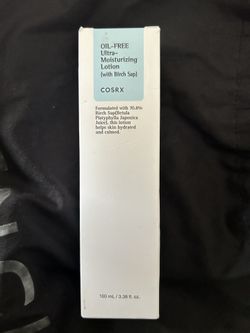 OIL-FREE
Ultra-
Moisturizing
Lotion
(with Birch Sap)
COSRX
Formulated with 70.8%
Birch Sap(Betula
Platyphylla Japonica
Juice), this lotion
helps skin hydrated
and calmed.
100 mL / 3.38 fl. oz.